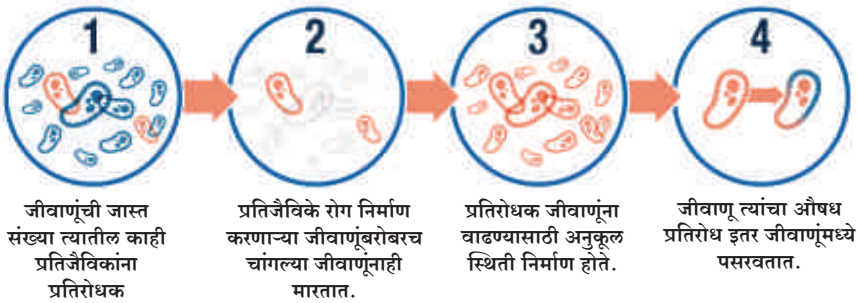 1
जीवाणूंची जास्त
संख्या त्यातील काही
प्रतिजैविकांना
प्रतिरोधक
2
प्रतिजैविके रोग निर्माण
करणाऱ्या जीवाणूंबरोबरच
चांगल्या जीवाणूंनाही
मारतात.
3
प्रतिरोधक जीवाणूंना
वाढण्यासाठी अनुकूल
स्थिती निर्माण होते.
4
जीवाणू त्यांचा औषध
प्रतिरोध इतर जीवाणूंमध्ये
पसरवतात.